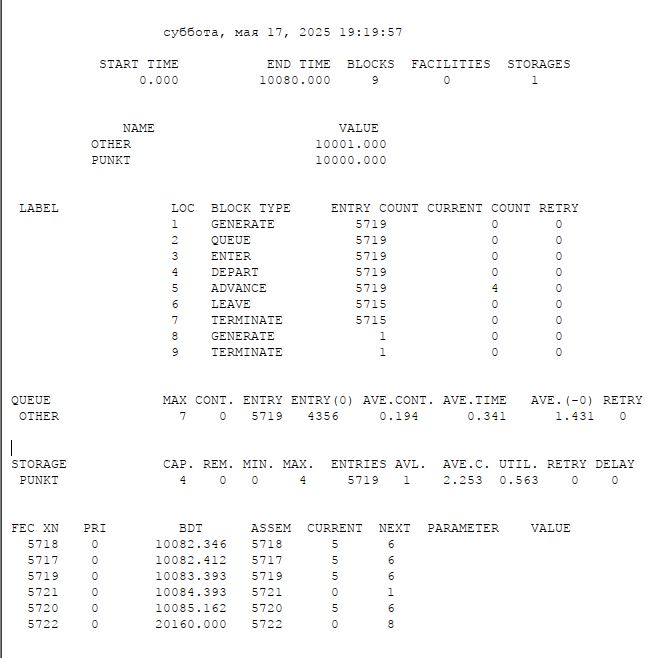 суббота, мая 17, 2025 19:19:57
START TIME END TIME BLOCKS FACILITIES STORAGES
0.000 10080.000 9 0 1
NAME VALUE
OTHER 10001.000
PUNKT 10000.000
LABEL LOC BLOCK TYPE ENTRY COUNT CURRENT COUNT RETRY
1 GENERATE 5719 0 0
2 QUEUE 5719 0 0
3 ENTER 5719 0 0
4 DEPART 5719 0 0
5 ADVANCE 5719 4 0
6 LEAVE 5715 0 0
7 TERMINATE 5715 0 0
8 GENERATE 1 0 0
9 TERMINATE 1 0 0
QUEUE MAX CONT. ENTRY ENTRY(0) AVE.CONT. AVE.TIME AVE.(-0) RETRY
OTHER 7 0 5719 4356 0.194 0.341 1.431 0
STORAGE CAP. REM. MIN. MAX. ENTRIES AVL. AVE.C. UTIL. RETRY DELAY
PUNKT 4 0 0 4 5719 1 2.253 0.563 0 0
FEC XN PRI BDT ASSEM CURRENT NEXT PARAMETER VALUE
5718 0 10082.346 5718 5 6
5717 0 10082.412 5717 5 6
5719 0 10083.393 5719 5 6
5721 0 10084.393 5721 0 1
5720 0 10085.162 5720 5 6
5722 0 20160.000 5722 0 8